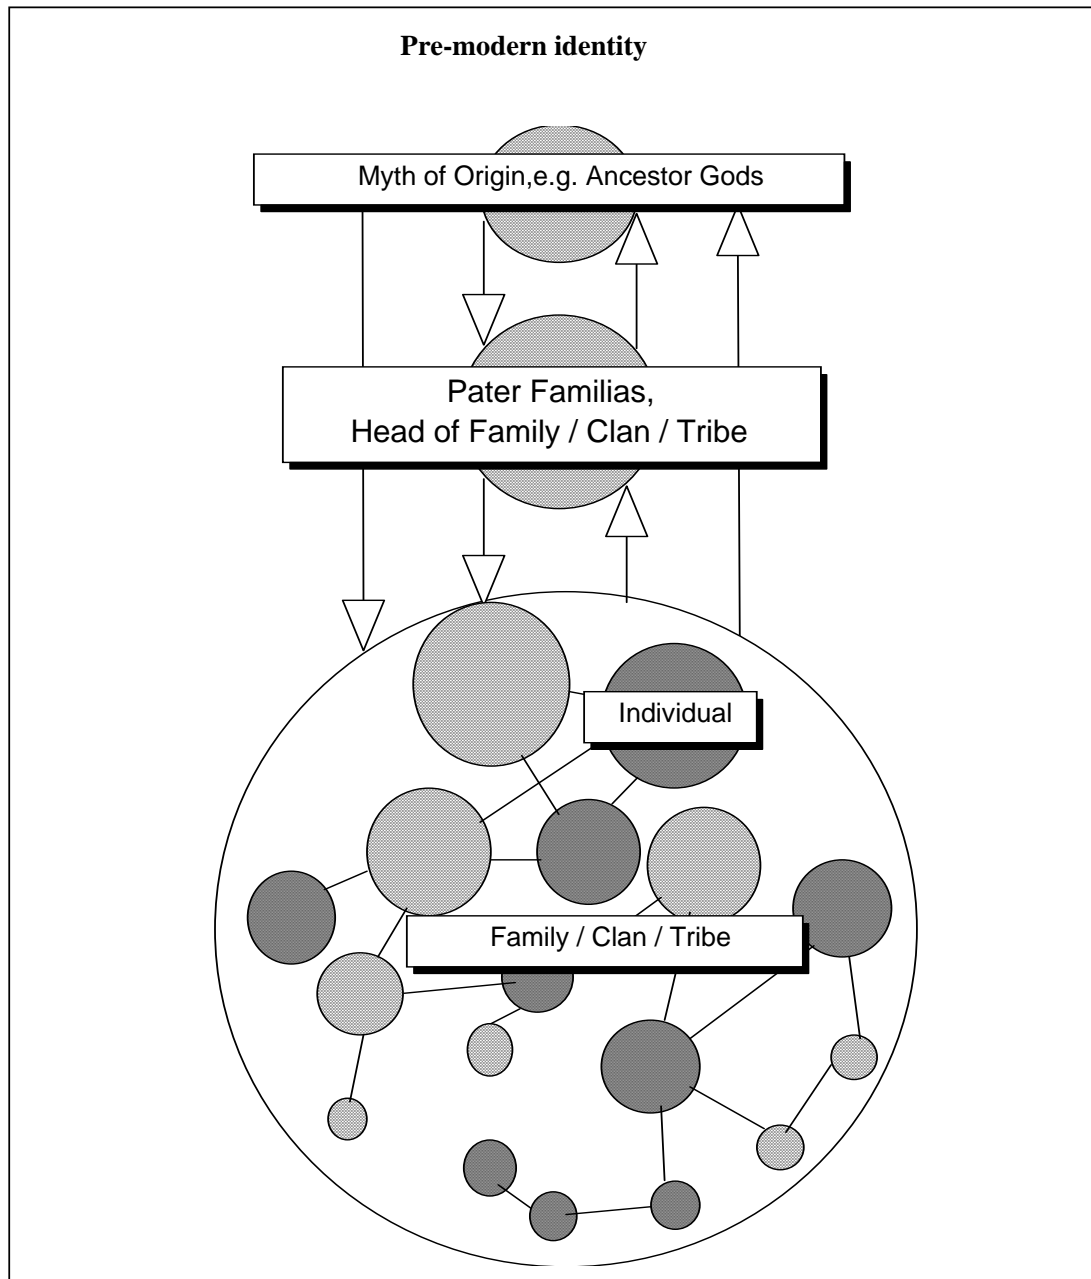 Pre-modern identity
Myth of Origin,e.g. Ancestor Gods
Pater Familias,
Head of Family / Clan / Tribe
Individual
Family / Clan / Tribe